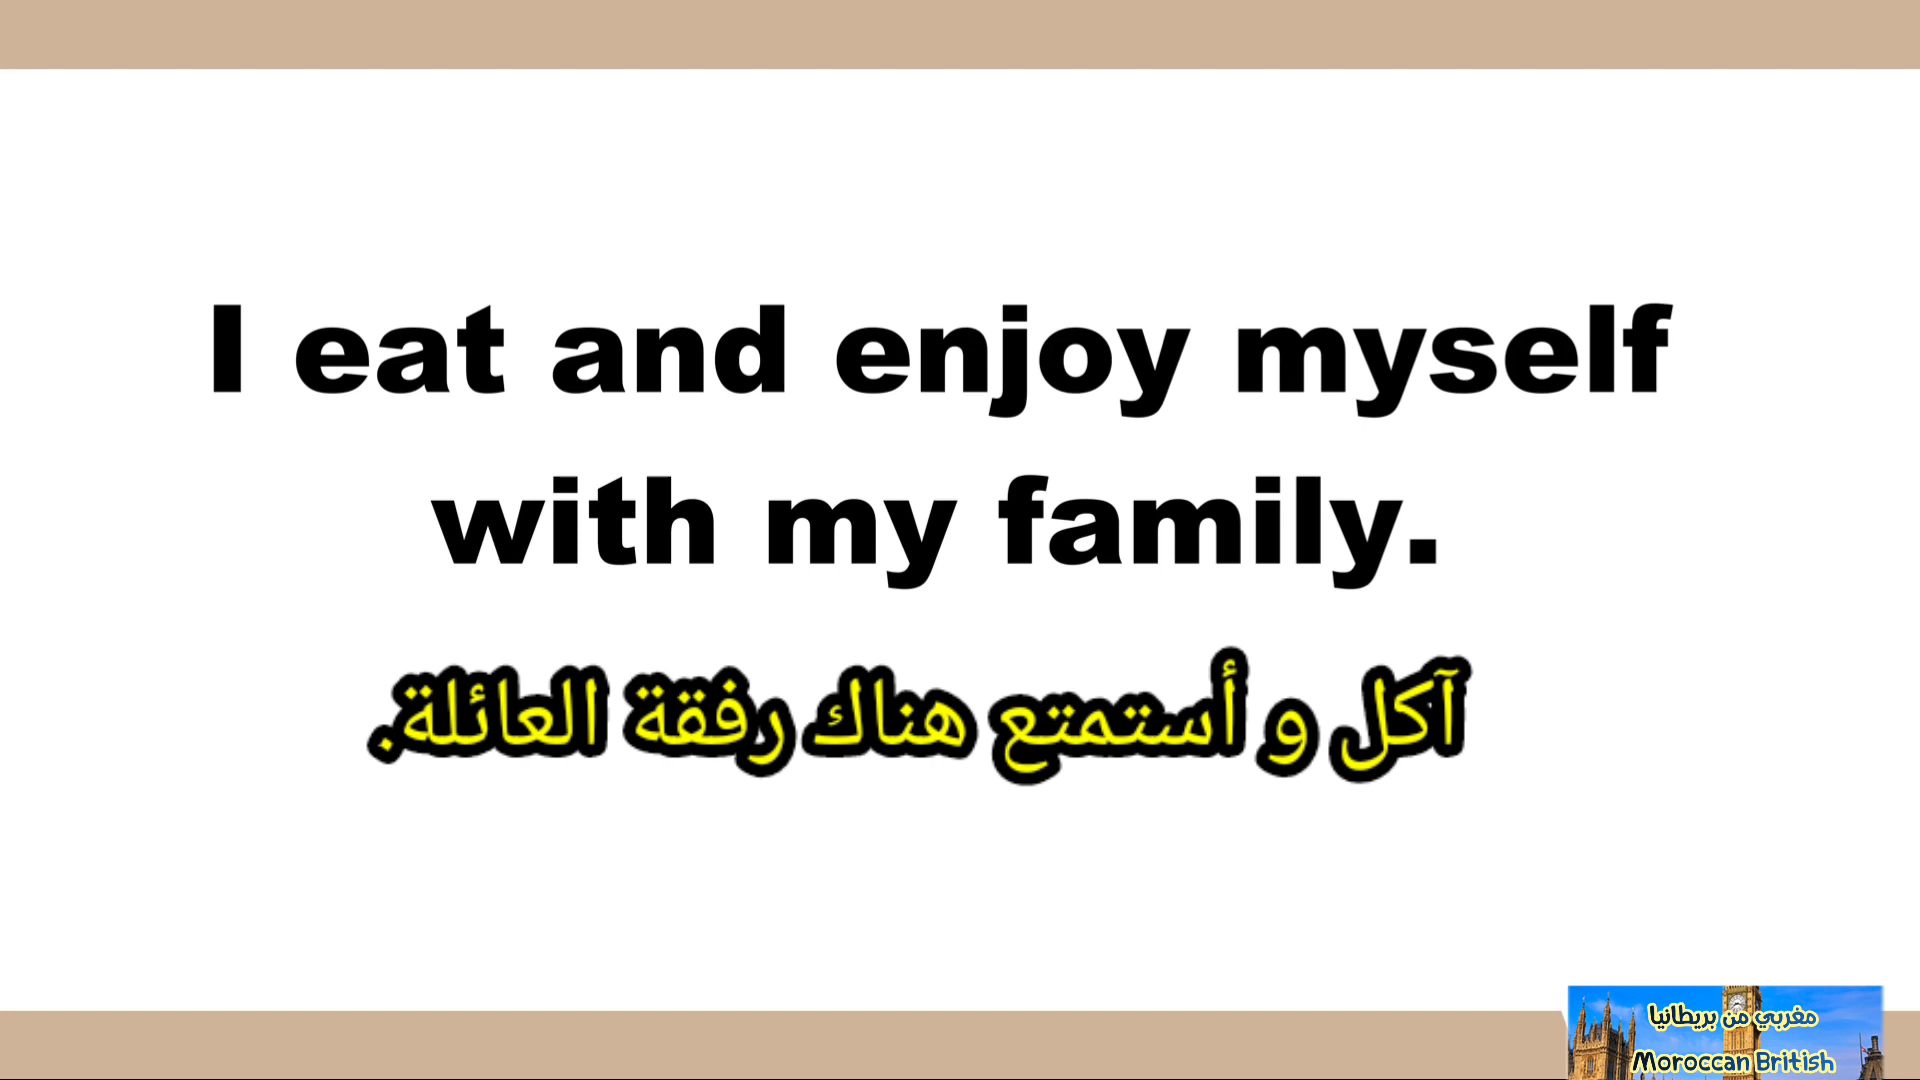 I eat and enjoy myself
with my family.
آكل و أستمتع هناك رفقة العائلة.
مغربي من بريطانيا
Moroccan British